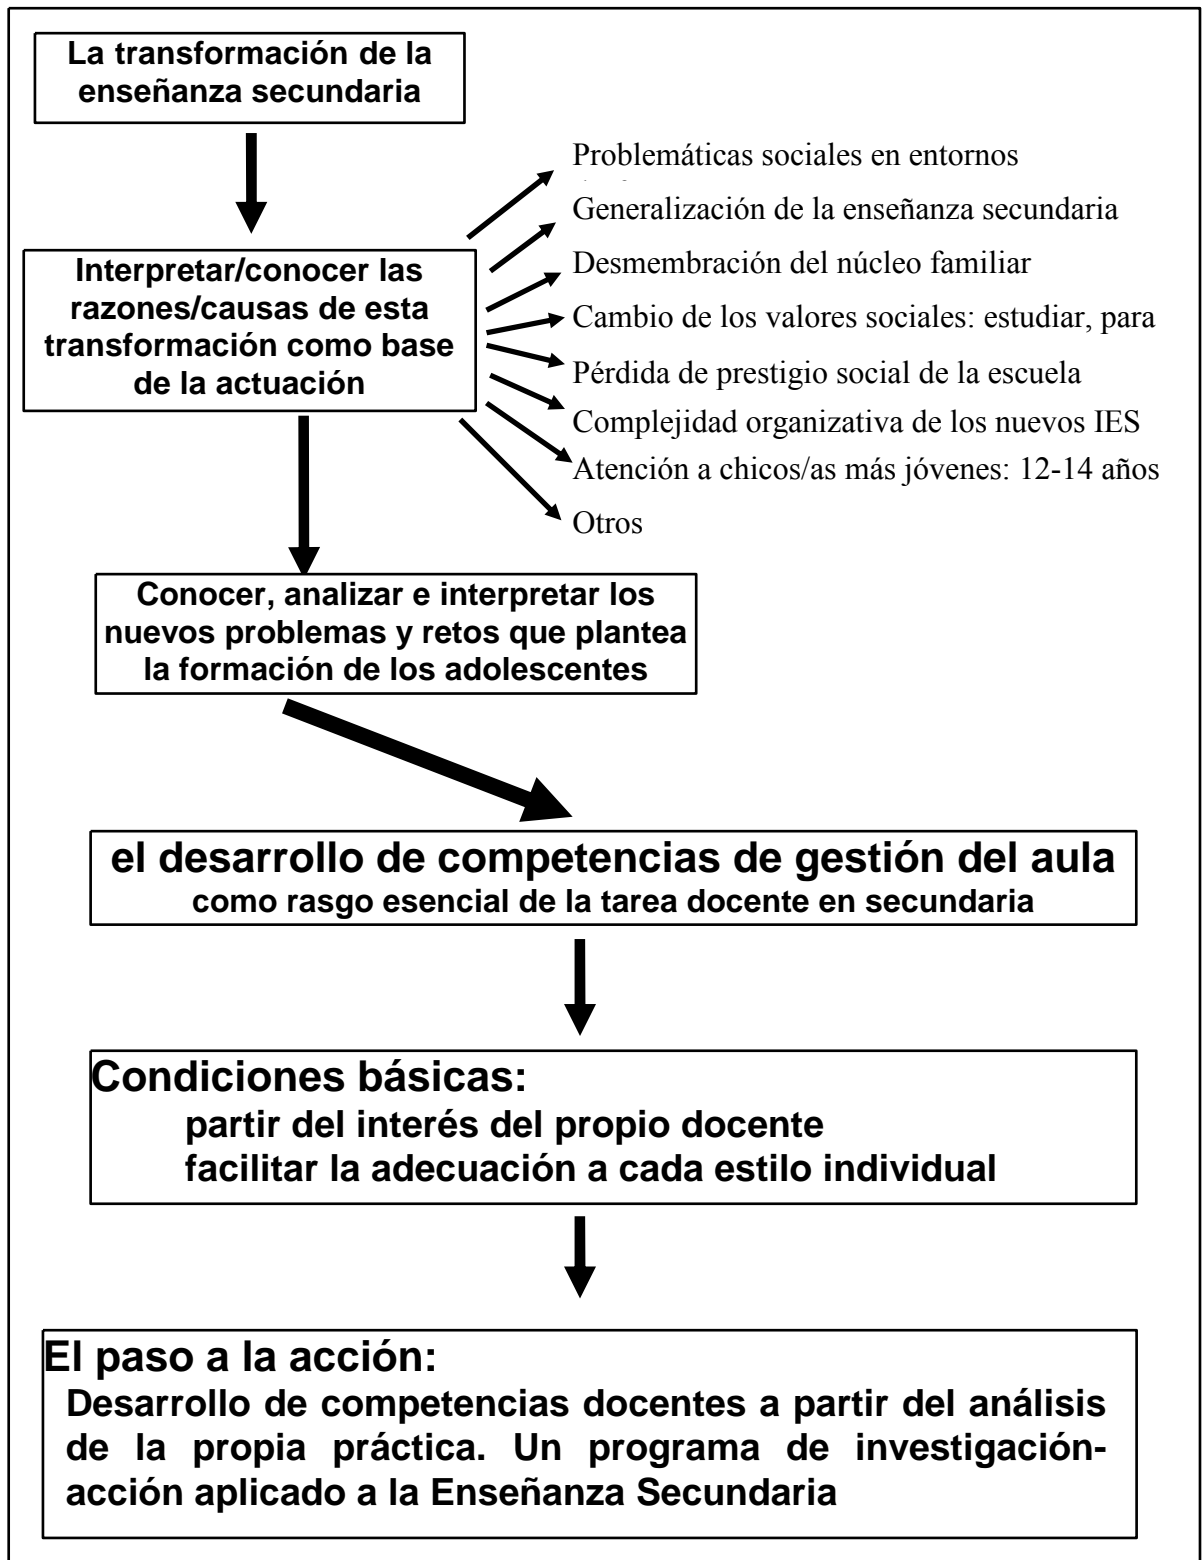 La transformación de la
enseñanza secundaria
Problemáticas sociales en entornos
Generalización de la enseñanza secundaria
Interpretar/conocer las
razones/causas de esta
transformación como base
de la actuación
Desmembración del núcleo familiar
Cambio de los valores sociales: estudiar, para
Pérdida de prestigio social de la escuela
Complejidad organizativa de los nuevos IES
Atención a chicos/as más jóvenes: 12-14 años
Otros
Conocer, analizar e interpretar los
nuevos problemas y retos que plantea
la formación de los adolescentes
el desarrollo de competencias de gestión del aula
como rasgo esencial de la tarea docente en secundaria
Condiciones básicas:
partir del interés del propio docente
facilitar la adecuación a cada estilo individual
El paso a la acción:
Desarrollo de competencias docentes a partir del análisis
de la propia práctica. Un programa de investigación-
acción aplicado a la Enseñanza Secundaria